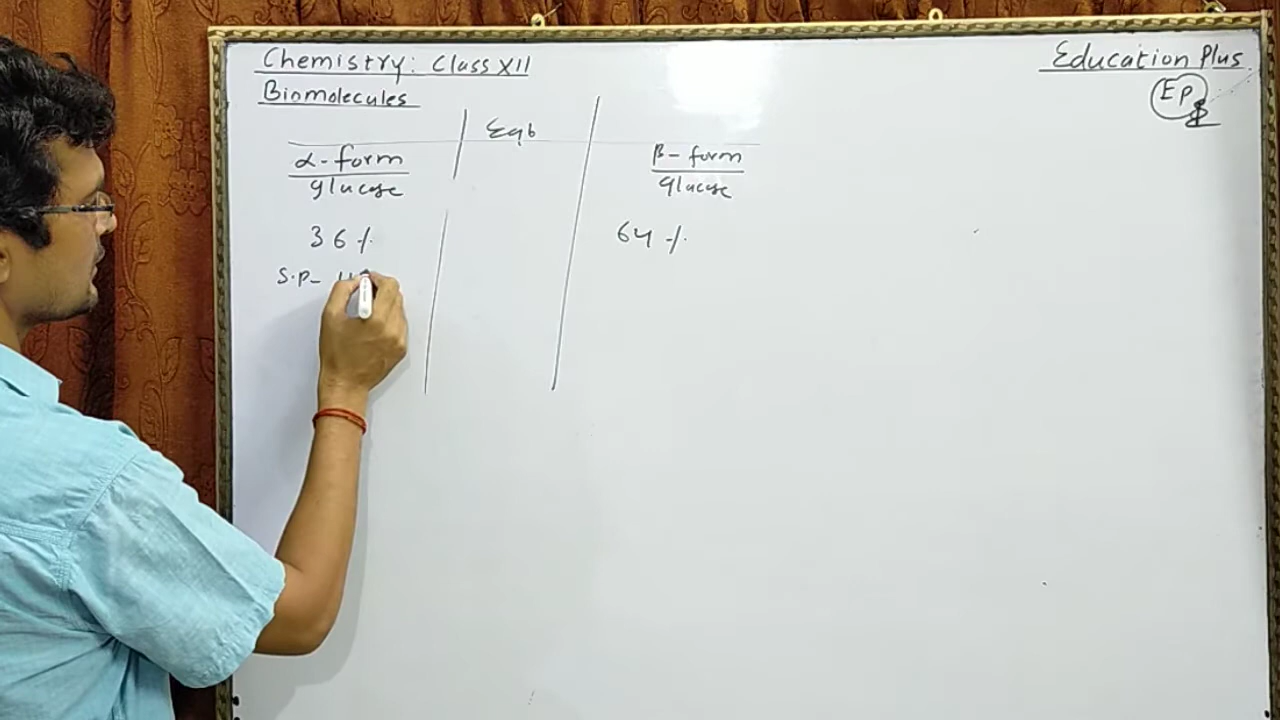 Chemistry: Class XII
Education Plus
Biomolecules
EP
Eqb
α-form
glucose
β-form
glucose
36%
64%
S.P-